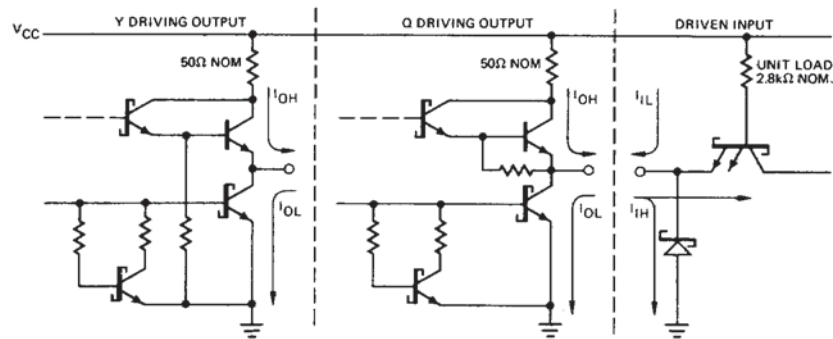 Y DRIVING OUTPUT
Q DRIVING OUTPUT
DRIVEN INPUT
VCC
50Ω NOM
IOH
IOL
50Ω NOM
IOH
IOL
UNIT LOAD
2.8kΩ NOM.
IIL
IIH